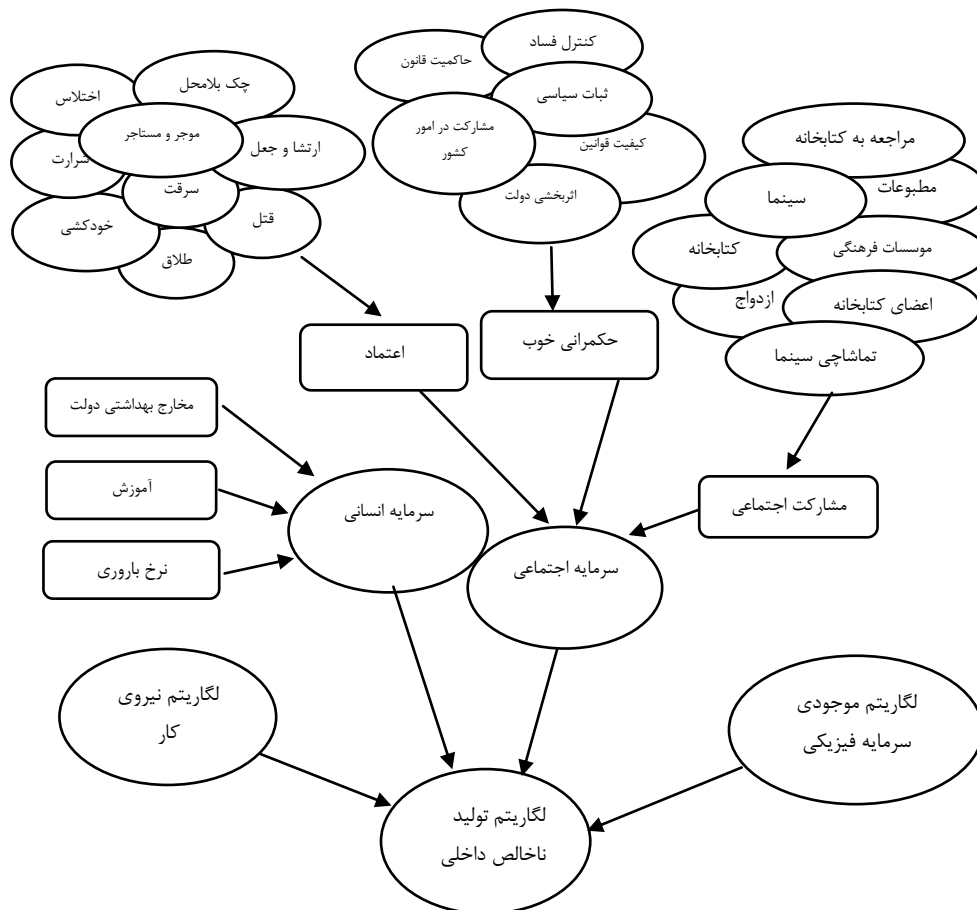 کنترل فساد
حاکمیت قانون
ثبات سیاسی
مشارکت در امور
کشور
کیفیت قوانین
اثربخشی دولت
چک بلامحل
اختلاس
موجر و مستاجر
ارتشا و جعل
شرارت
سرقت
قتل
خودکشی
طلاق
مراجعه به کتابخانه
مطبوعات
سینما
موسسات فرهنگی
کتابخانه
ازدواج
اعضای کتابخانه
تماشاچی سینما
حکمرانی خوب
اعتماد
مخارج بهداشتی دولت
آموزش
نرخ باروری
سرمایه انسانی
سرمایه اجتماعی
مشارکت اجتماعی
لگاریتم نیروی
کار
لگاریتم موجودی
سرمایه فیزیکی
لگاریتم تولید
ناخالص داخلی